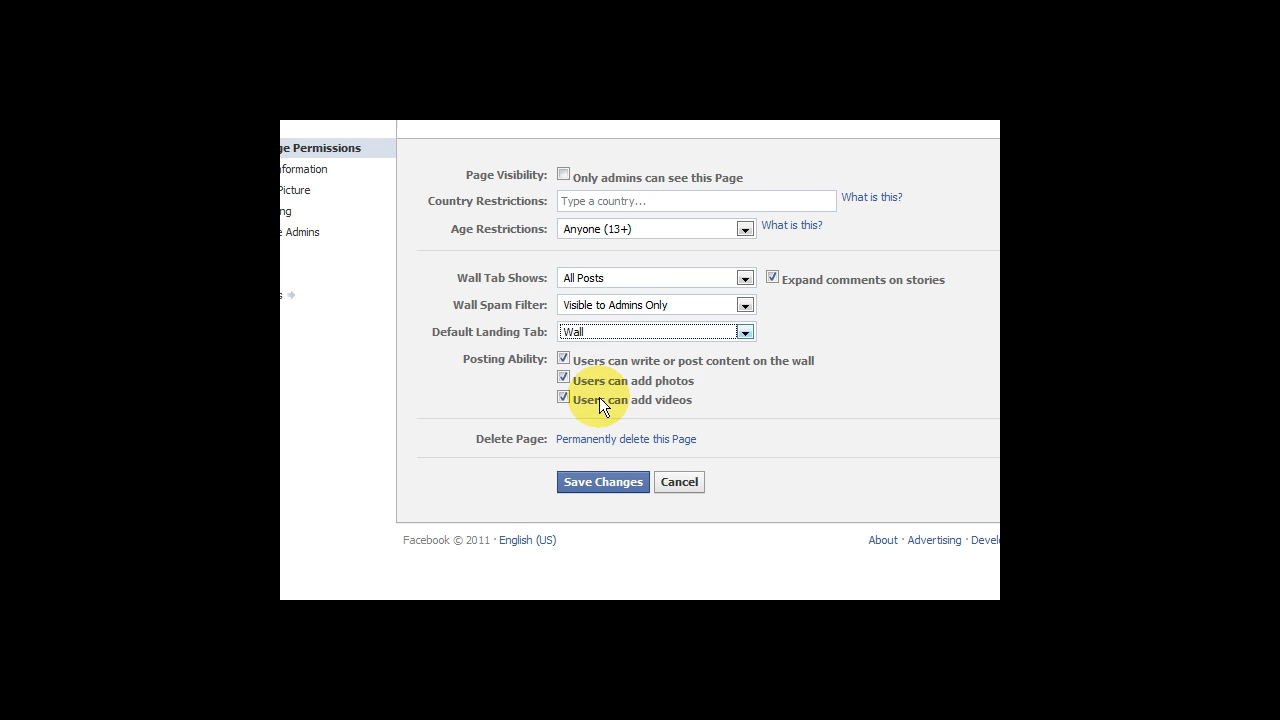 ge Permissions
nformation
Picture
ng
e Admins
s
Page Visibility: Only admins can see this Page
Country Restrictions: Type a country... What is this?
Age Restrictions: Anyone (13+) What is this?
Wall Tab Shows: All Posts Expand comments on stories
Wall Spam Filter: Visible to Admins Only
Default Landing Tab: Wall
Posting Ability: Users can write or post content on the wall
Users can add photos
Users can add videos
Delete Page: Permanently delete this Page
Save Changes Cancel
Facebook © 2011 · English (US) About · Advertising · Devel